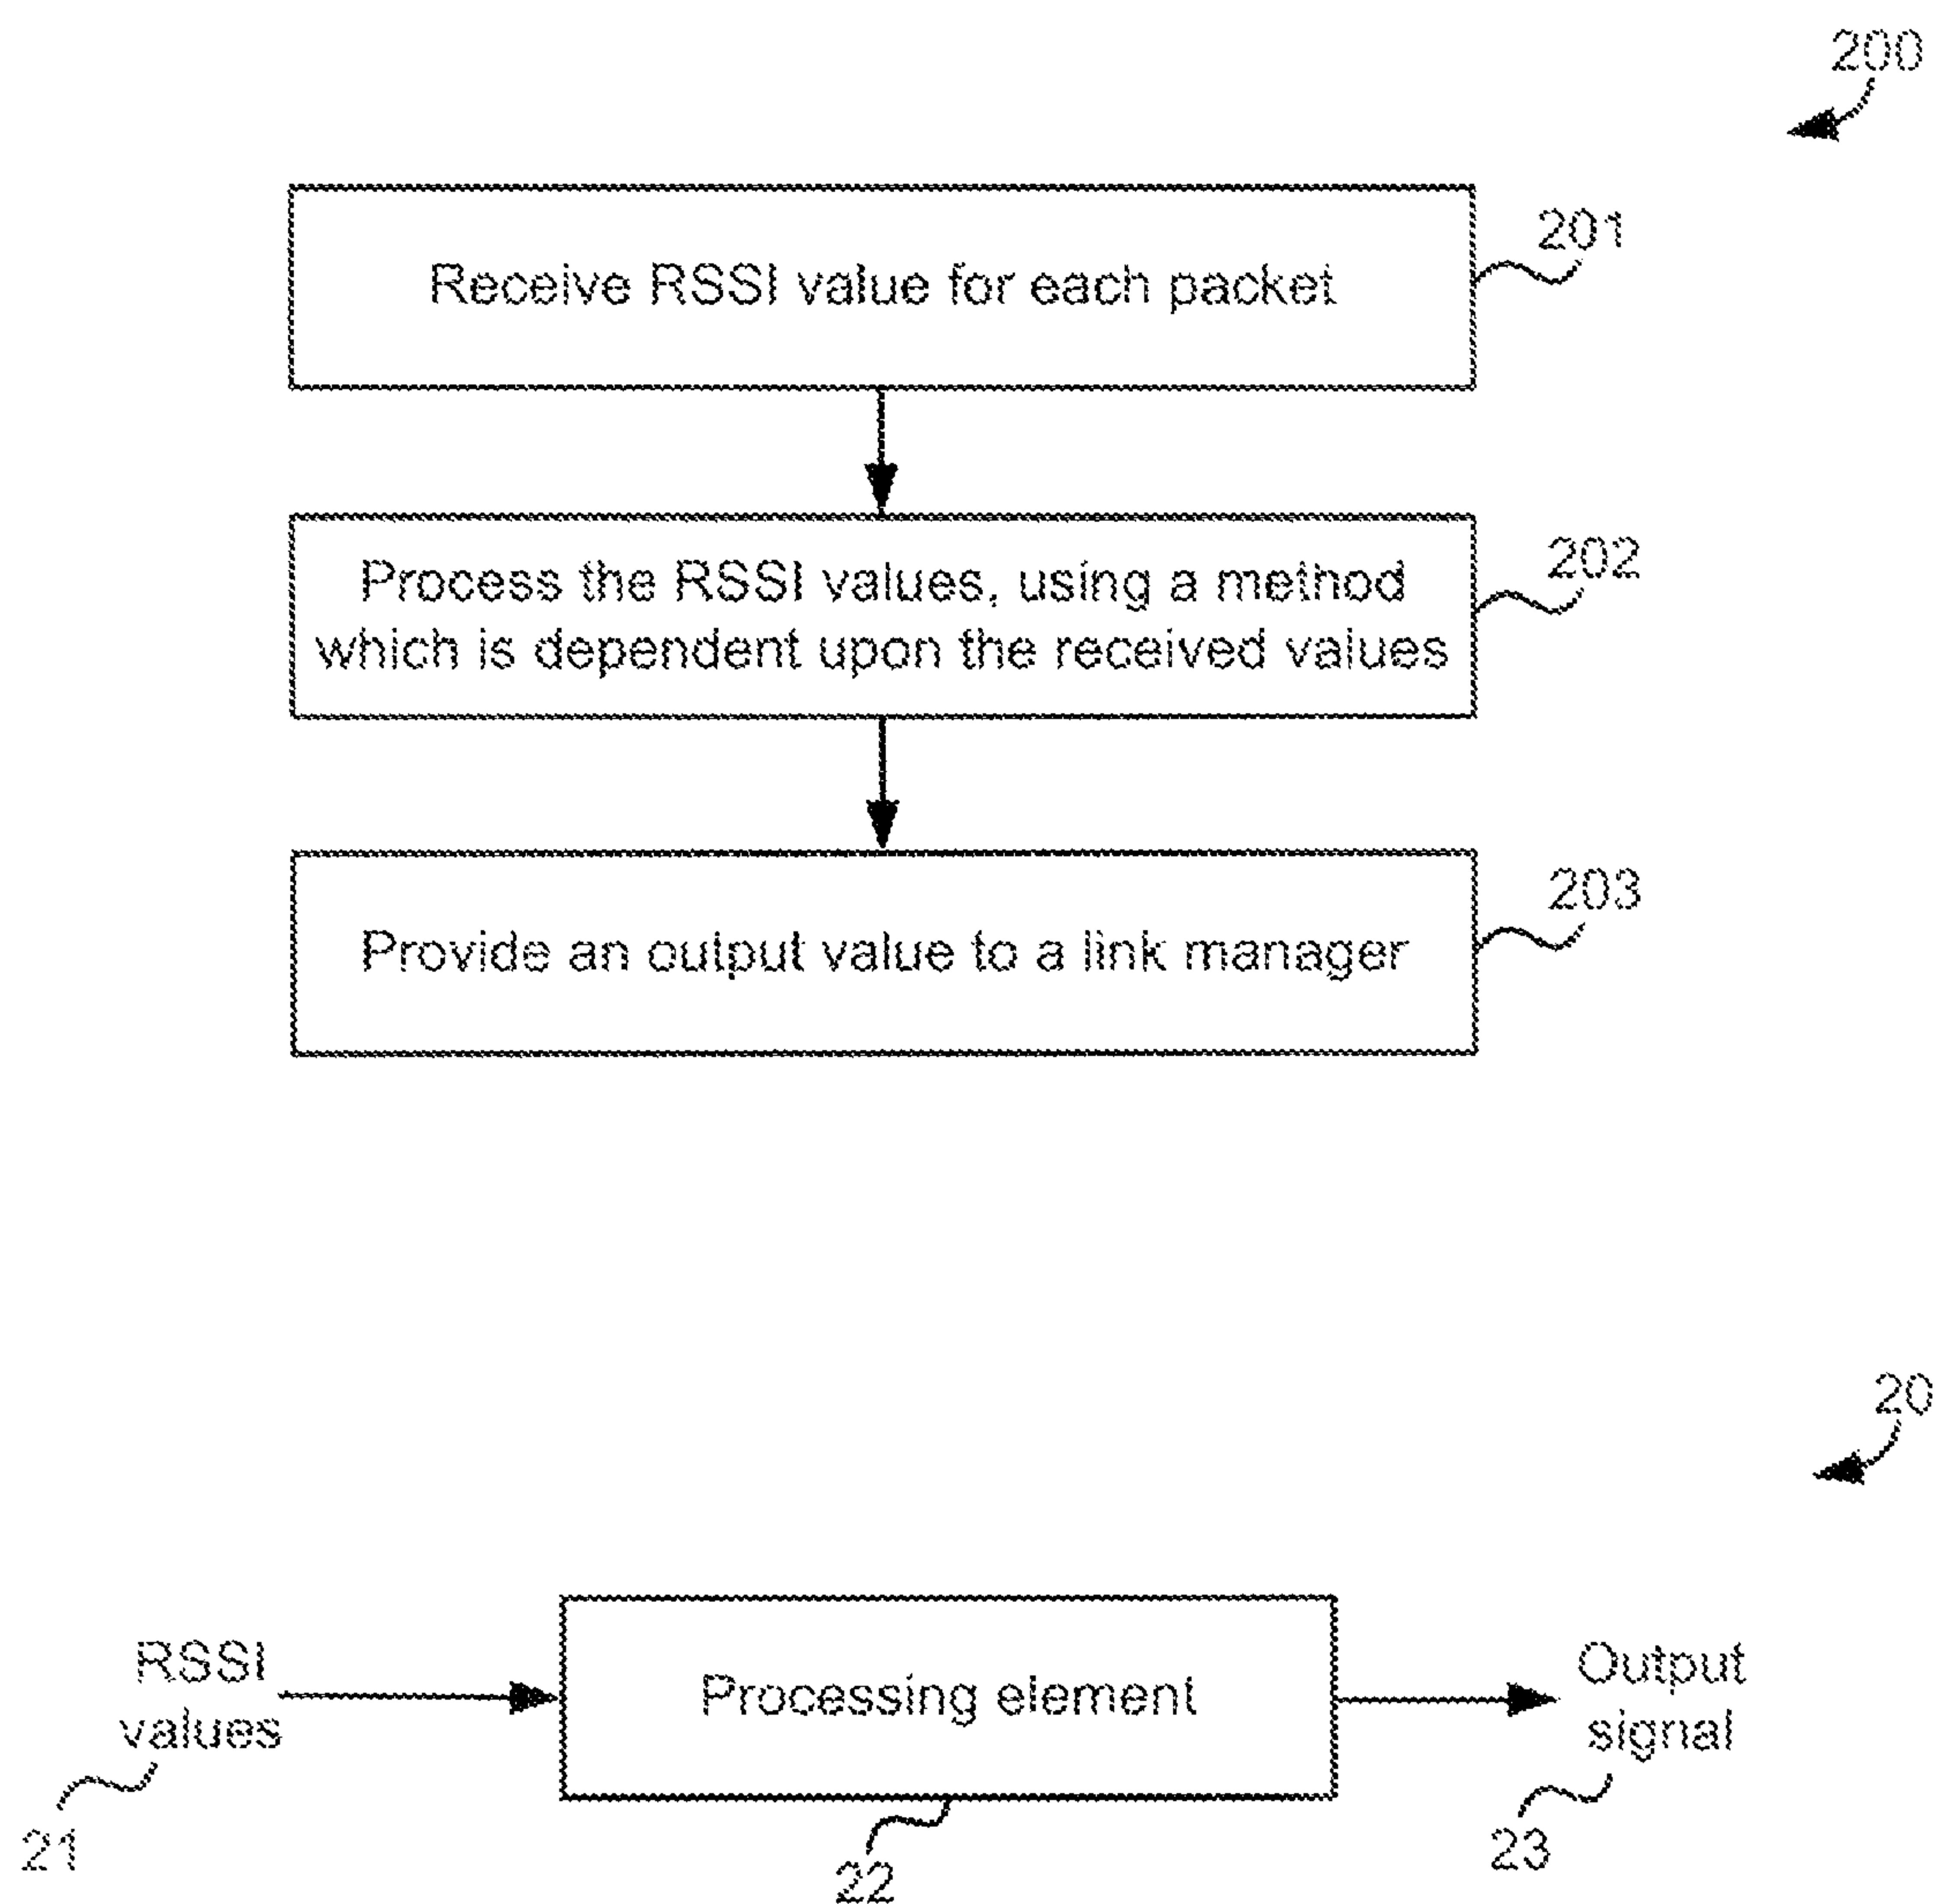 200
Receive RSSI value for each packet
201
Process the RSSI values, using a method
which is dependent upon the received values
202
Provide an output value to a link manager
203
20
RSSI
values
21
Processing element
22
Output
signal
23